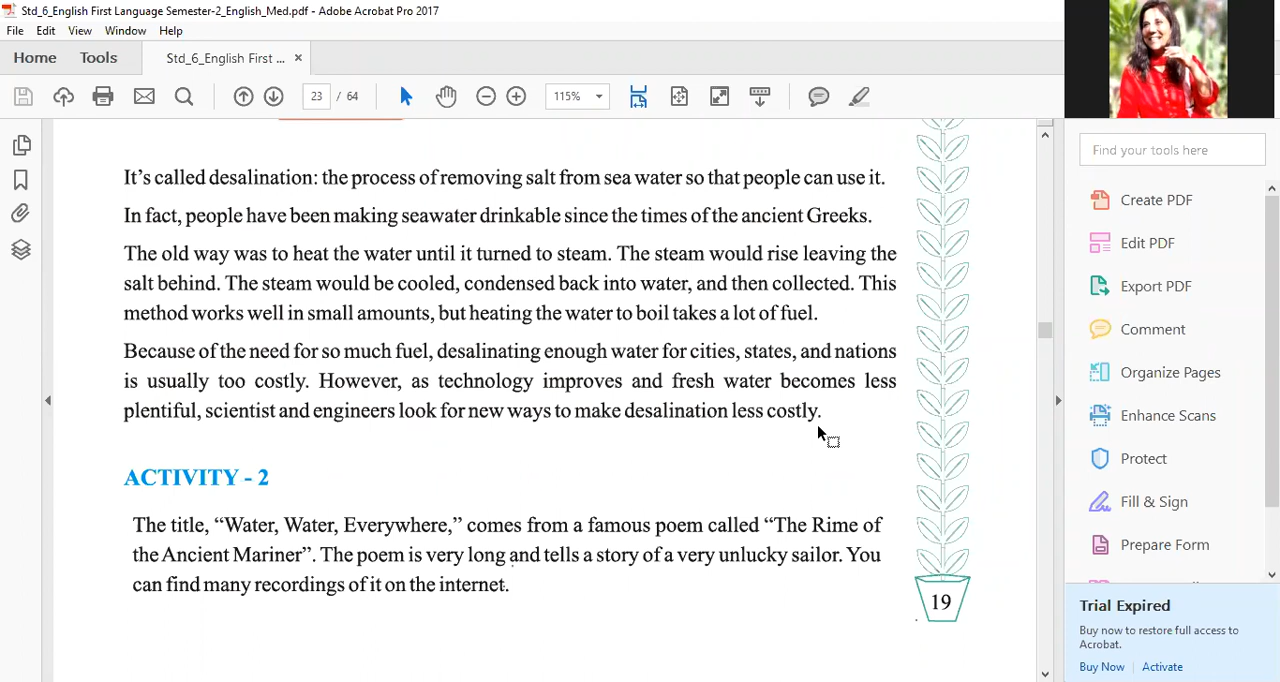 Std_6_English First Language Semester-2_English_Med.pdf - Adobe Acrobat Pro 2017
File Edit View Window Help
Home Tools Std_6_English First ... ×
23 / 64 115%
It's called desalination: the process of removing salt from sea water so that people can use it.
In fact, people have been making seawater drinkable since the times of the ancient Greeks.
The old way was to heat the water until it turned to steam. The steam would rise leaving the
salt behind. The steam would be cooled, condensed back into water, and then collected. This
method works well in small amounts, but heating the water to boil takes a lot of fuel.
Because of the need for so much fuel, desalinating enough water for cities, states, and nations
is usually too costly. However, as technology improves and fresh water becomes less
plentiful, scientist and engineers look for new ways to make desalination less costly.
ACTIVITY - 2
The title, “Water, Water, Everywhere,” comes from a famous poem called “The Rime of
the Ancient Mariner”. The poem is very long and tells a story of a very unlucky sailor. You
can find many recordings of it on the internet.
19
Find your tools here
Create PDF
Edit PDF
Export PDF
Comment
Organize Pages
Enhance Scans
Protect
Fill & Sign
Prepare Form
Trial Expired
Buy now to restore full access to
Acrobat.
Buy Now Activate